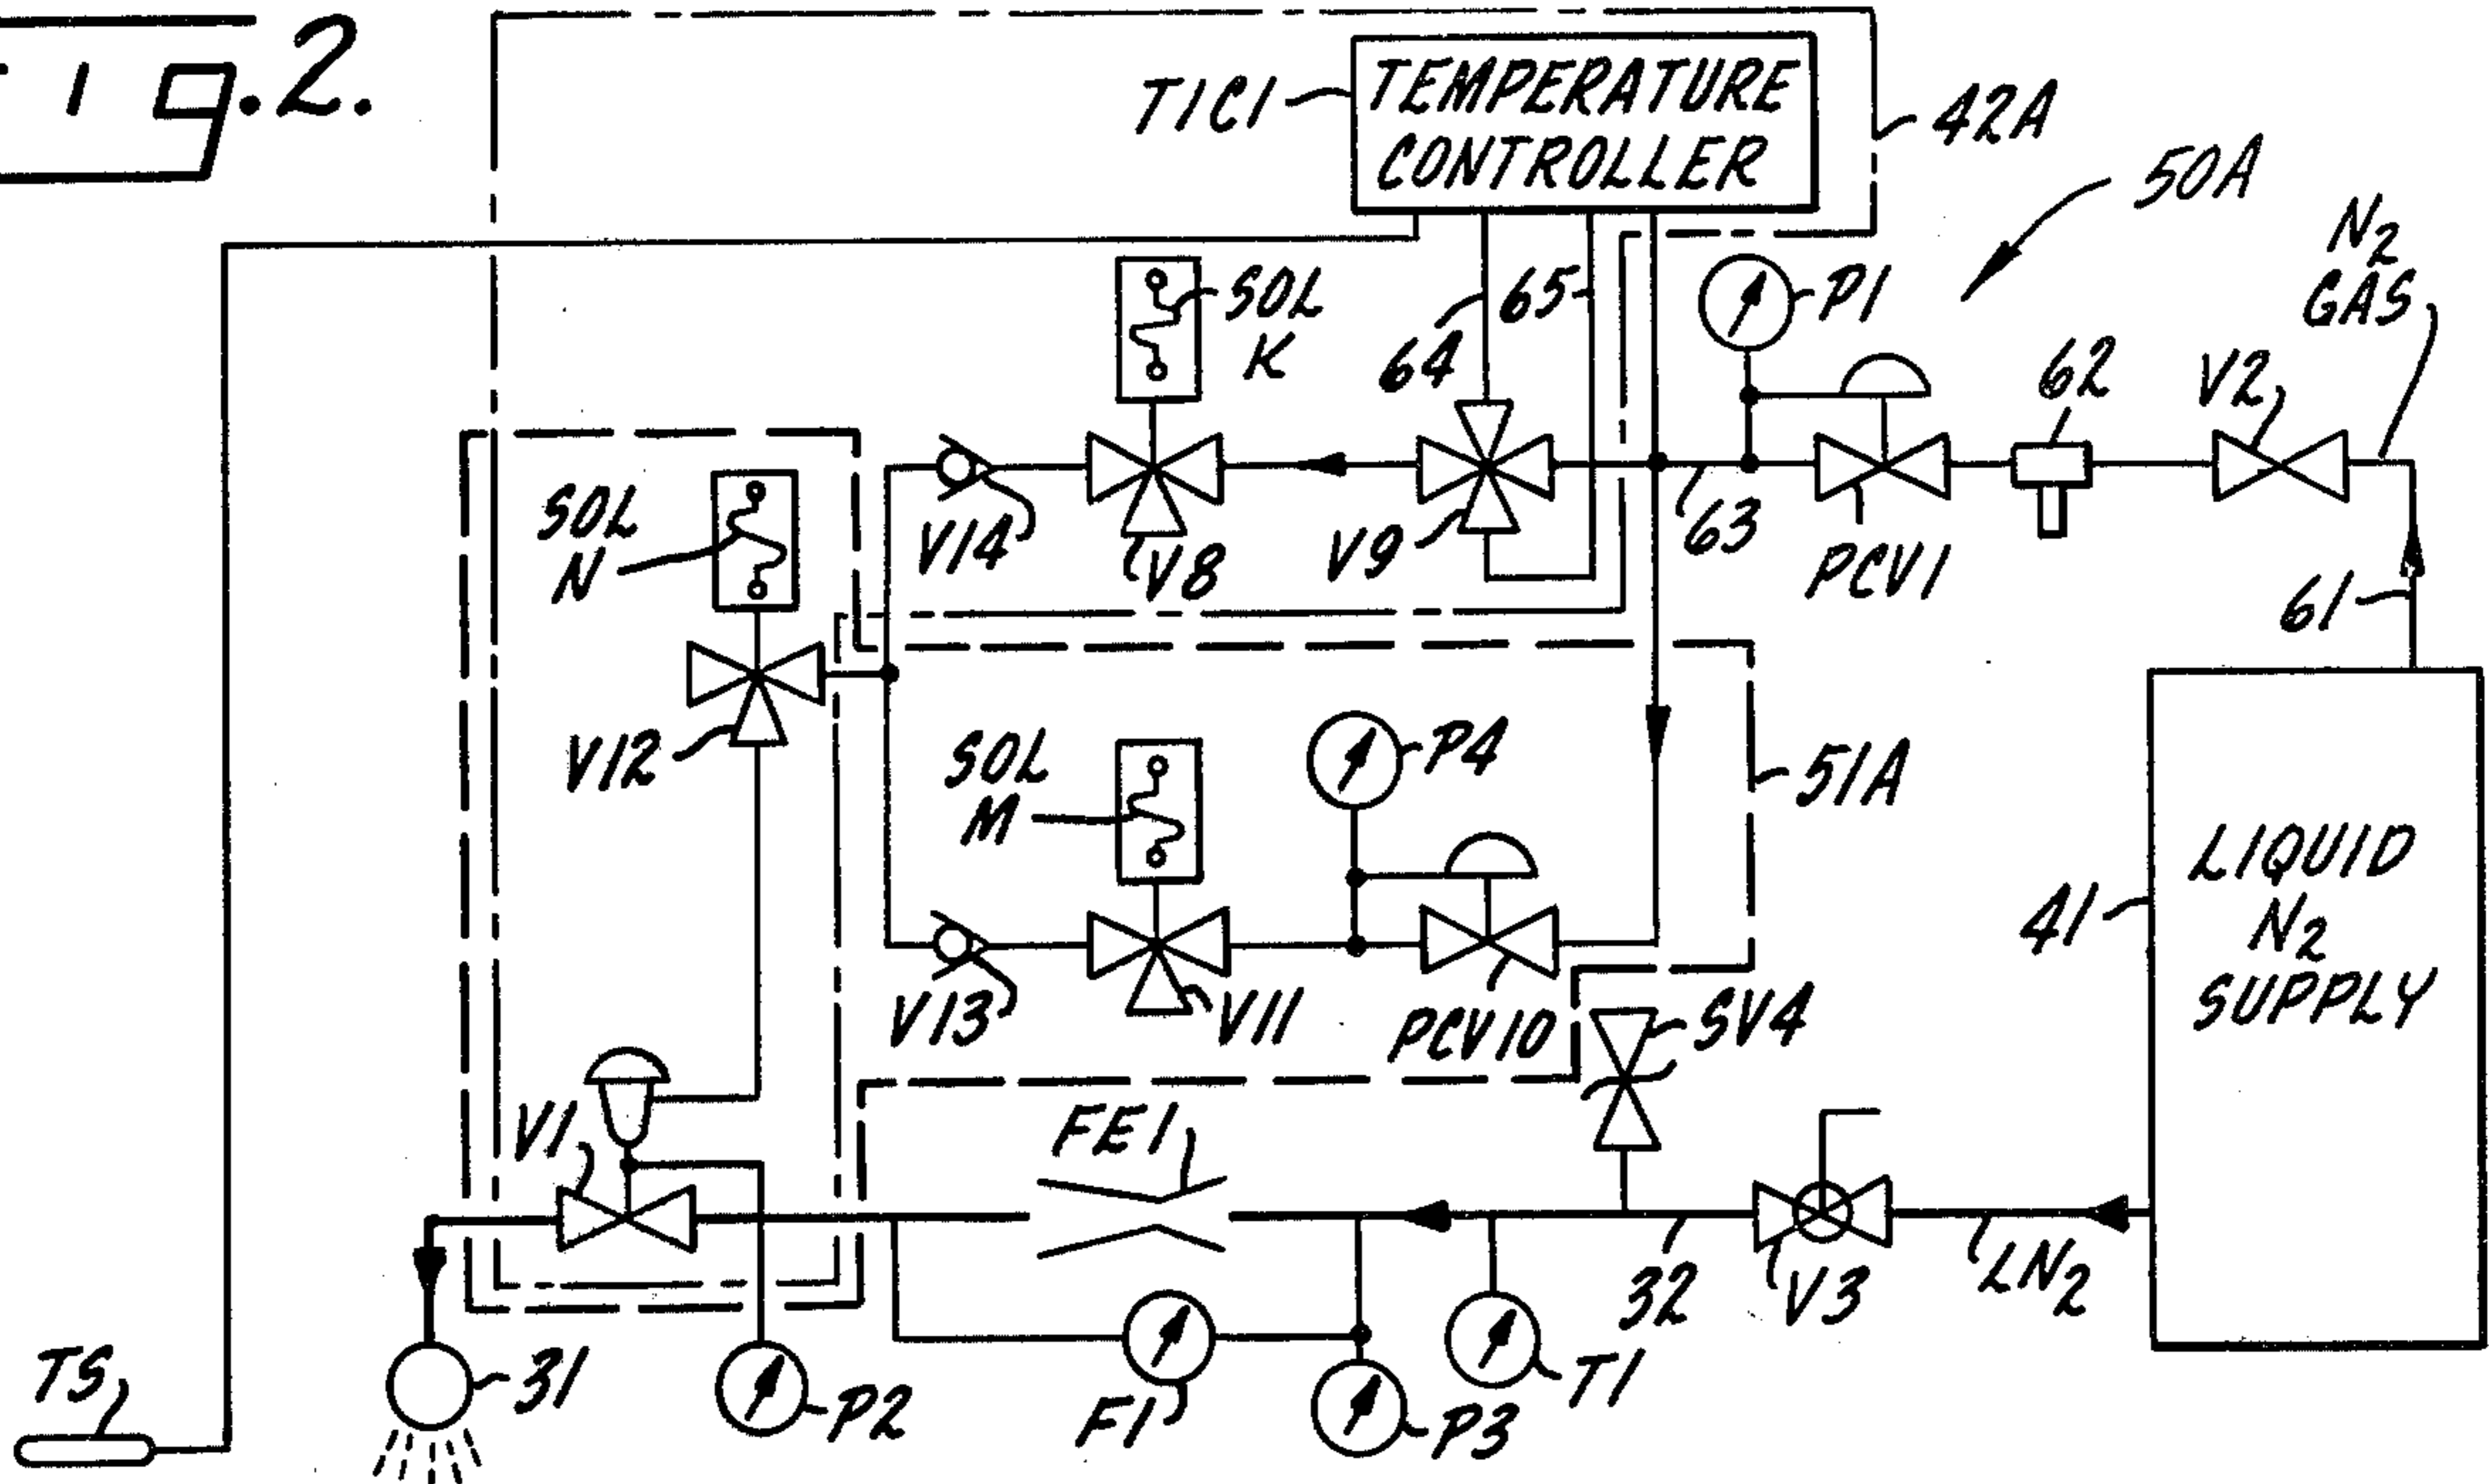 Fig. 2.
TIC1
TEMPERATURE
CONTROLLER
42A
50A
N2
GAS
SOL
K
64
65
P1
62
V2
SOL
N
V14
V8
V9
63
PCV1
61
V12
SOL
M
P4
51A
41
LIQUID
N2
SUPPLY
V13
V11
PCV10
SV4
V1
FE1
32
V3
LN2
TS
31
P2
F1
P3
T1